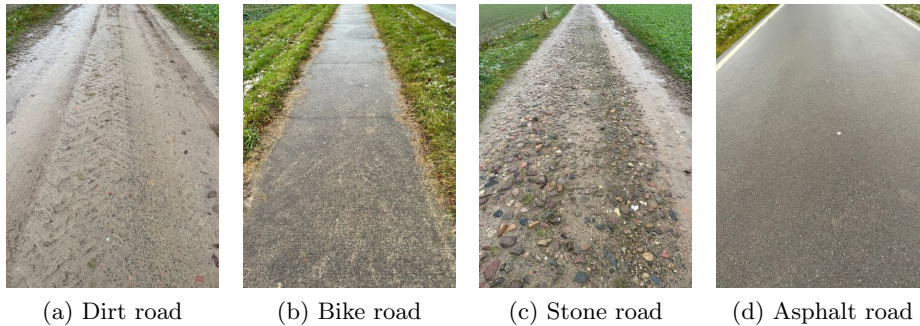 (a) Dirt road
(b) Bike road
(c) Stone road
(d) Asphalt road